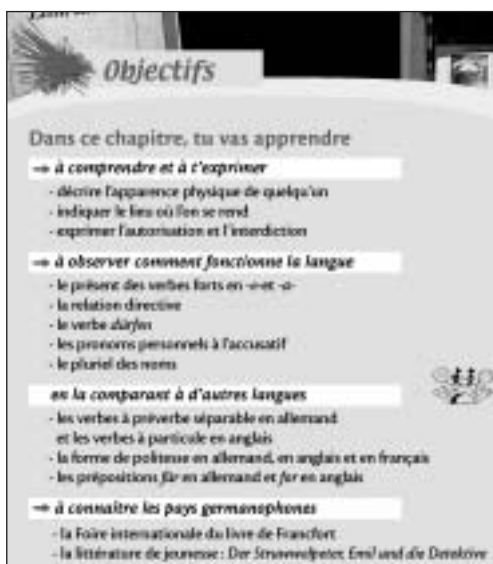 Objectifs
Dans ce chapitre, tu vas apprendre
→ à comprendre et à t'exprimer
- décrire l'apparence physique de quelqu'un
- indiquer le lieu où l'on se rend
- exprimer l'autorisation et l'interdiction
→ à observer comment fonctionne la langue
- le présent des verbes forts en -e- et -a-
- la relation directive
- le verbe dürfen
- les pronoms personnels à l'accusatif
- le pluriel des noms
en la comparant à d'autres langues
- les verbes à préverbe séparable en allemand
et les verbes à particule en anglais
- la forme de politesse en allemand, en anglais et en français
- les prépositions für en allemand et for en anglais
→ à connaître les pays germanophones
- la Foire internationale du livre de Francfort
- la littérature de jeunesse : Der Struwwelpeter, Emil und die Detektive